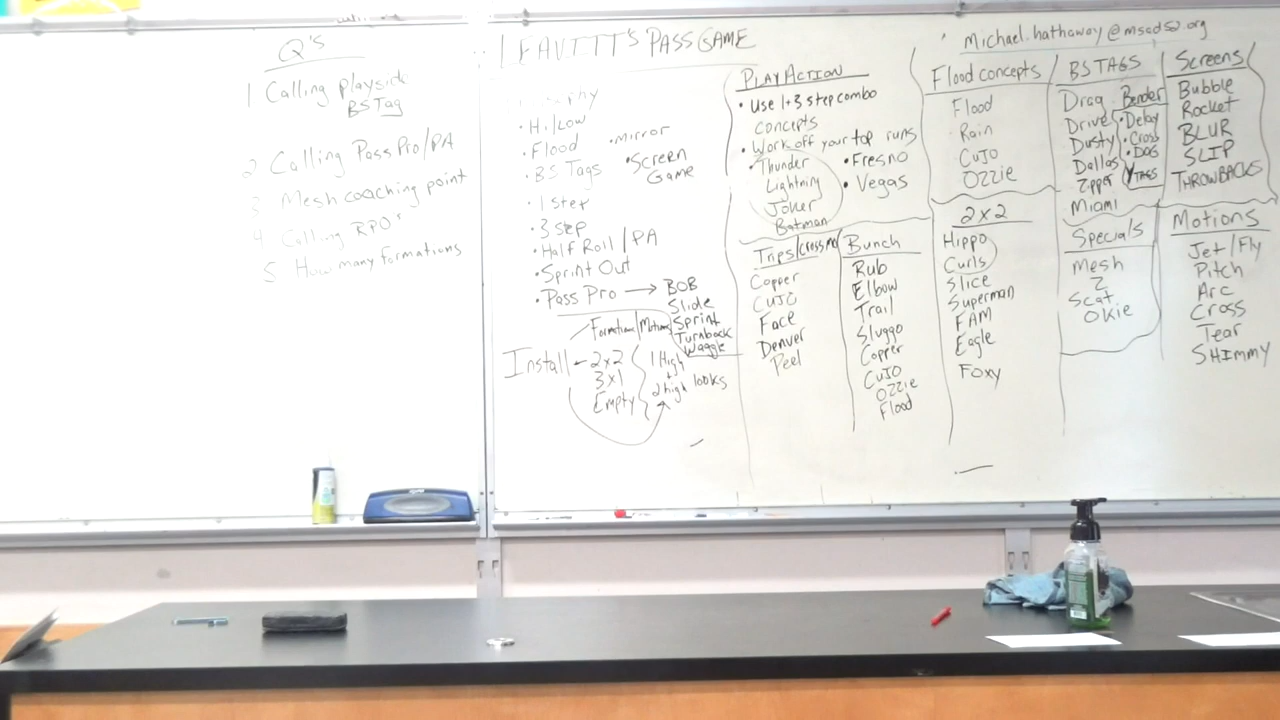 Q's
1 Calling playside
BS Tag
2 Calling Pass Pro/PA
3 Mesh coaching point
4 Calling RPO's
5 How many formations
LEAVITT'S PASS GAME
• Hi/Low
• Flood
• mirror
• BS Tags
• Screen
Game
• 1 step
• 3 step
• Half Roll/PA
• Sprint Out
• Pass Pro → BOB
Slide
Sprint
Turnback
Waggle
Formations/Motions
Install
2x2
3x1
Empty
1 High
+
2 high looks
PLAY ACTION
• Use 1+3 step combo
concepts
• Work off your top runs
• Thunder
Lightning
Joker
Batman
• Fresno
• Vegas
Trips/
Copper
CUJO
Face
Denver
Peel
Bunch
Rub
Elbow
Trail
Sluggo
Copper
CUJO
Ozzie
Flood
Michael.hathaway@msad52.org
Flood concepts
Flood
Rain
CUJO
OZZIE
2x2
Hippo
Curls
Slice
Superman
FAM
Eagle
Foxy
BS TAGS
Drag
Drive
Dusty
Dallas
Zipper
Miami
Bender
• Delay
• Cross
• DOG
Y TAGS
Specials
Mesh
Z
Scat
Okie
Screens
Bubble
Rocket
BLUR
SLIP
THROWBACKS
Motions
Jet/Fly
Pitch
Arc
Cross
Tear
SHIMMY